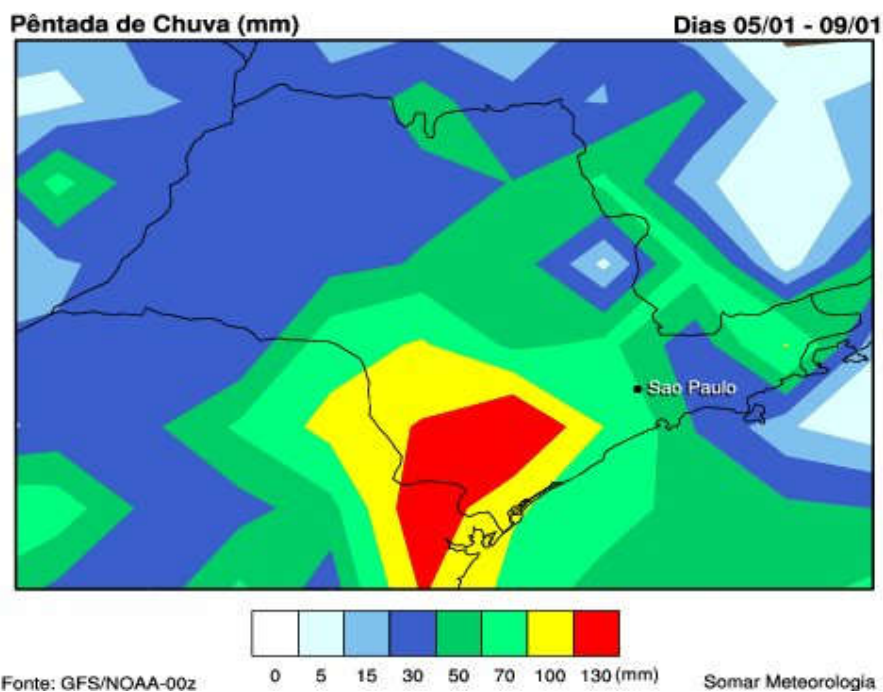 Pêntada de Chuva (mm) Dias 05/01 - 09/01
Sao Paulo
0 5 15 30 50 70 100 130 (mm)
Fonte: GFS/NOAA-00z Somar Meteorologia